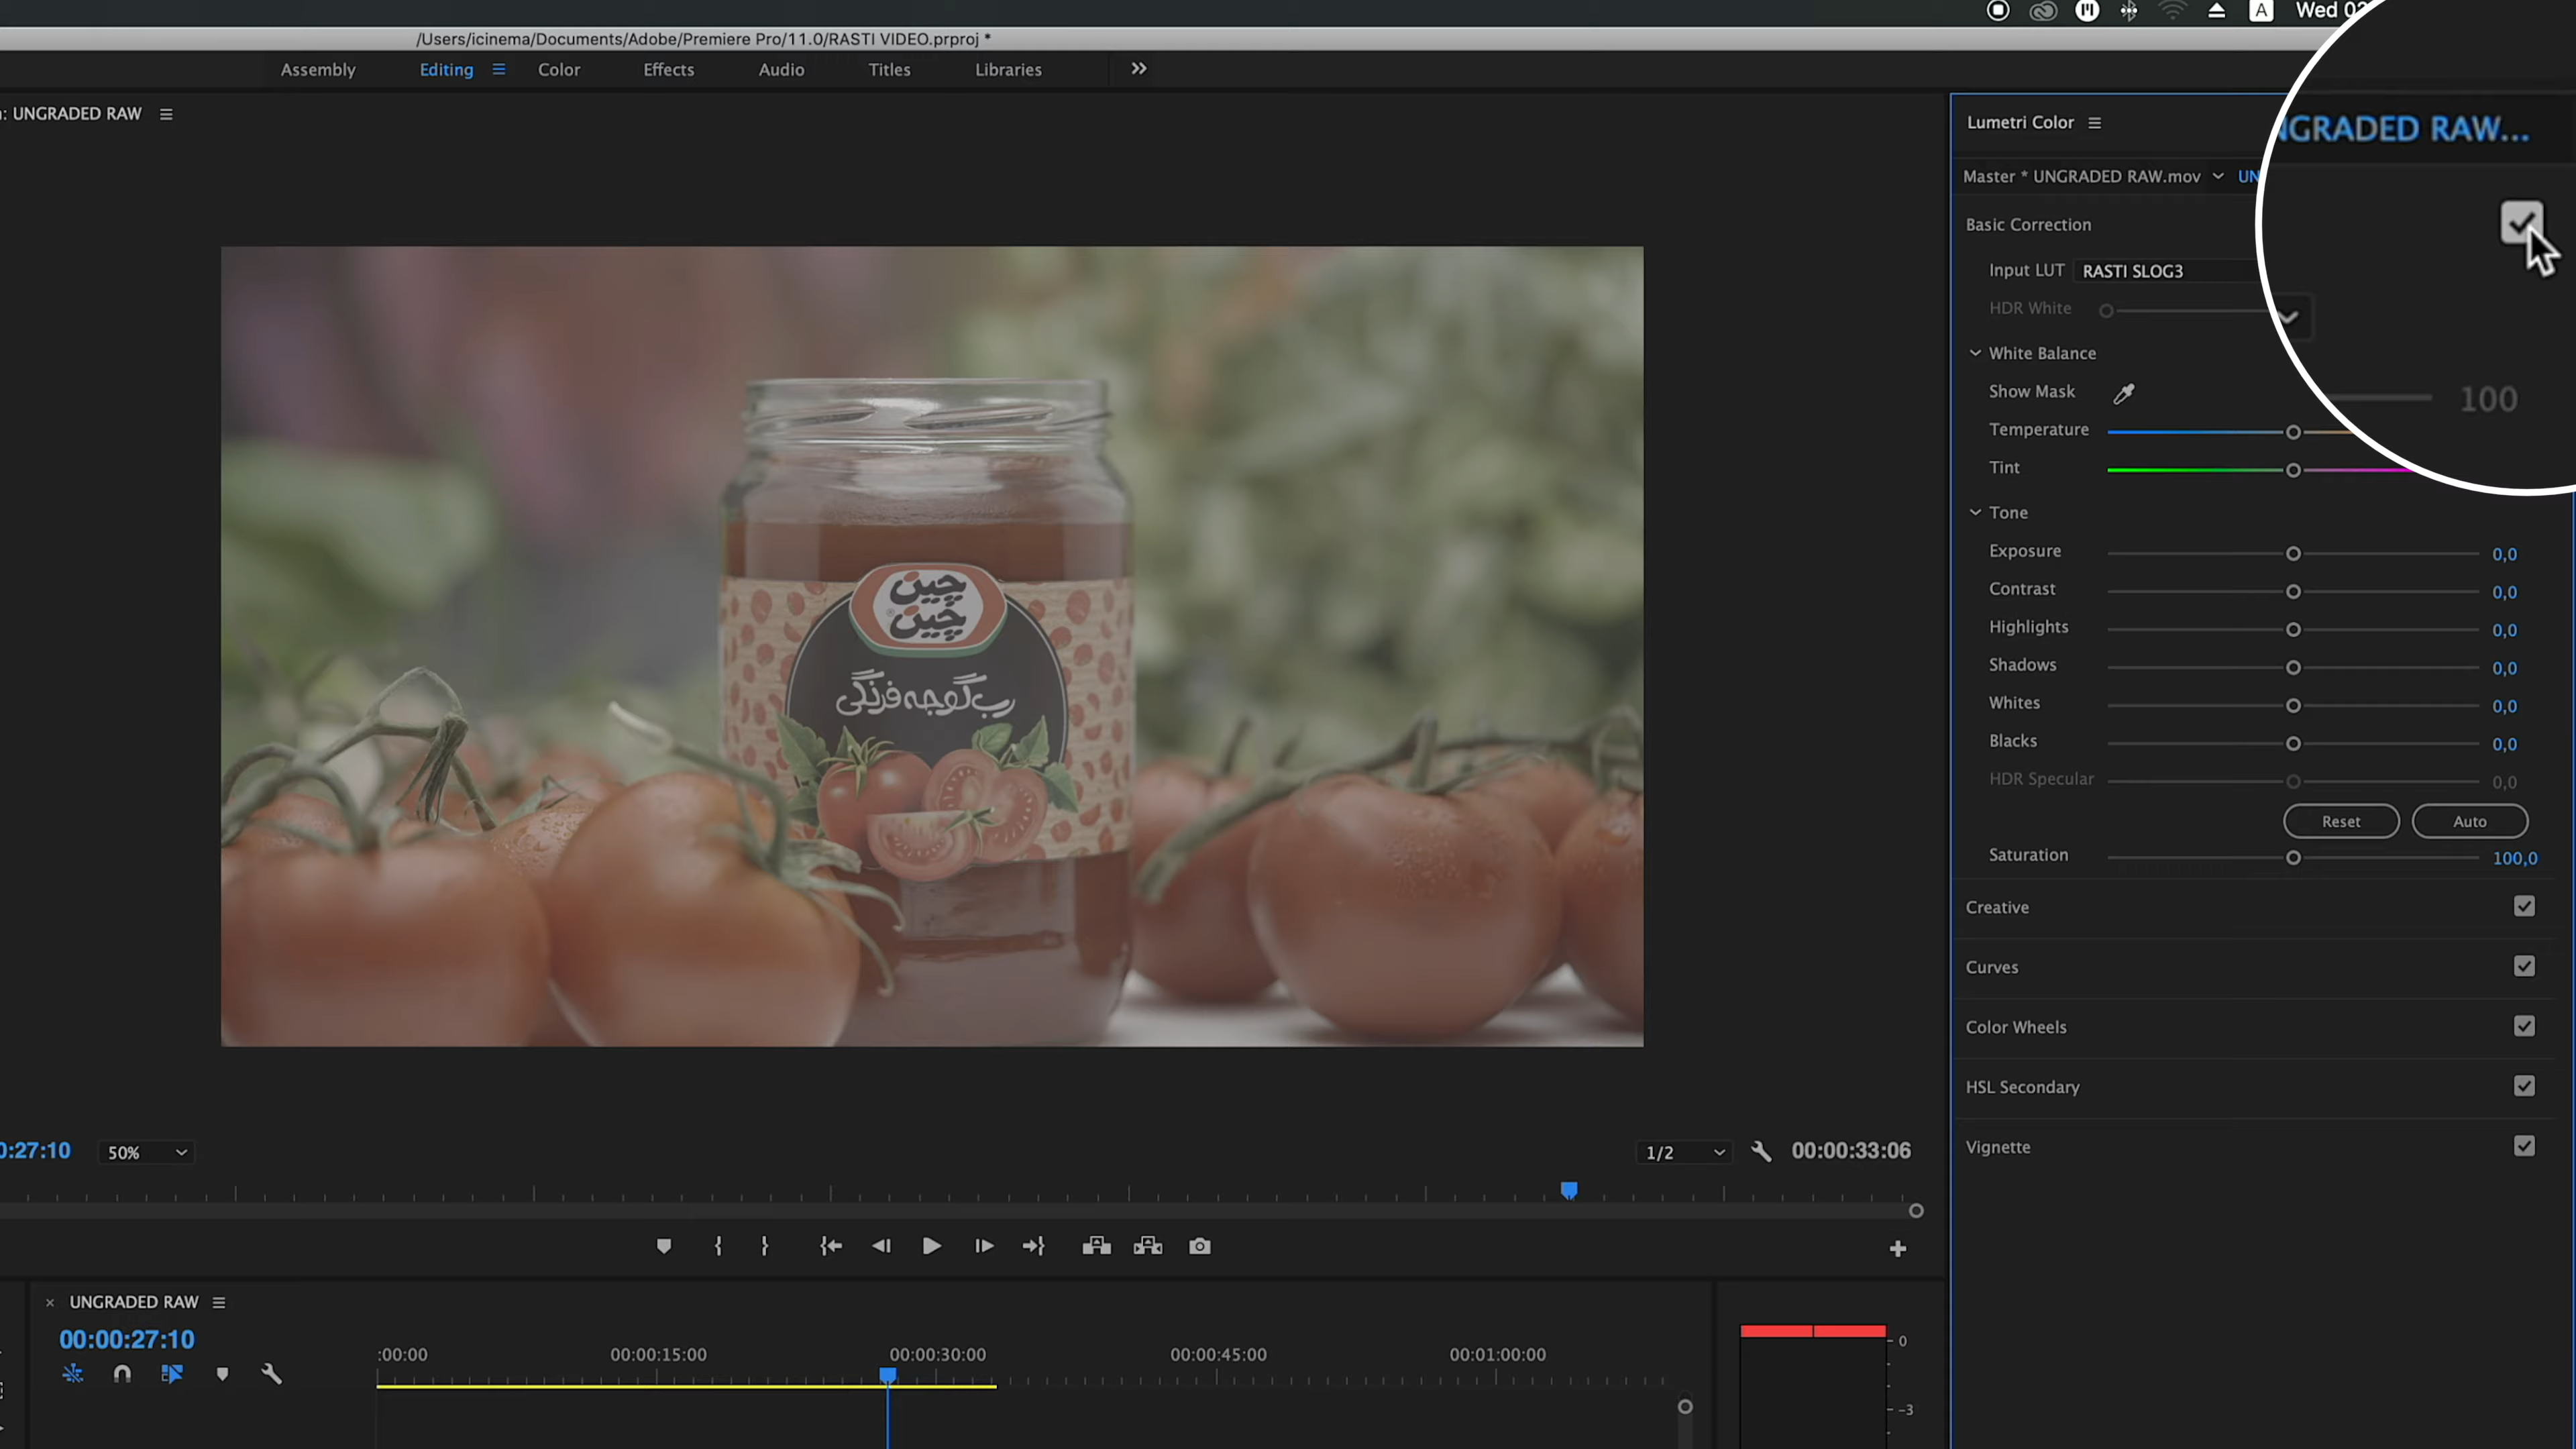 Wed 02
/Users/icinema/Documents/Adobe/Premiere Pro/11.0/RASTI VIDEO.prproj *
Assembly
Editing
Color
Effects
Audio
Titles
Libraries
: UNGRADED RAW
چین
چین
®
رب گوجه فرنگی
0:27:10
50%
1/2
00:00:33:06
Lumetri Color
Master * UNGRADED RAW.mov
UN
NGRADED RAW...
Basic Correction
Input LUT
RASTI SLOG3
HDR White
100
White Balance
Show Mask
Temperature
Tint
Tone
Exposure
0,0
Contrast
0,0
Highlights
0,0
Shadows
0,0
Whites
0,0
Blacks
0,0
HDR Specular
0,0
Reset
Auto
Saturation
100,0
Creative
Curves
Color Wheels
HSL Secondary
Vignette
× UNGRADED RAW
00:00:27:10
:00:00
00:00:15:00
00:00:30:00
00:00:45:00
00:01:00:00
0
-3